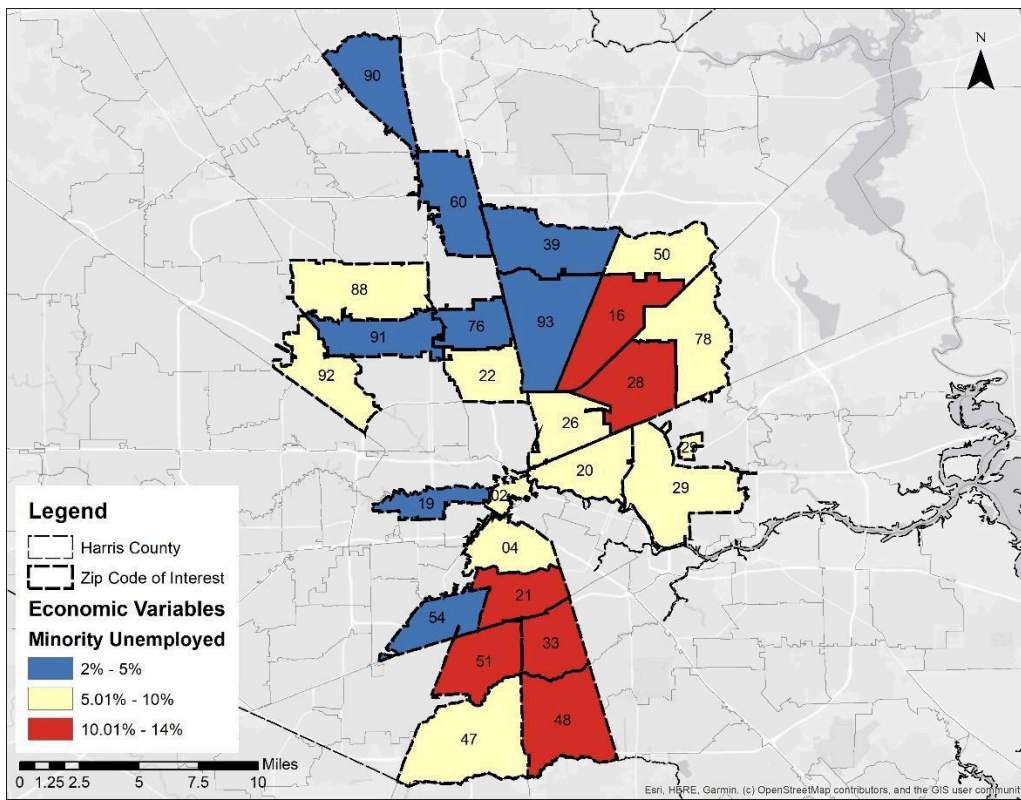 N
90
60
39
50
88
16
93
76
91
78
92
22
28
26
29
20
29
19
02
04
21
54
33
51
48
47
Legend
Harris County
Zip Code of Interest
Economic Variables
Minority Unemployed
2% - 5%
5.01% - 10%
10.01% - 14%
Miles
0 1.25 2.5 5 7.5 10
Esri, HERE, Garmin, (c) OpenStreetMap contributors, and the GIS user community